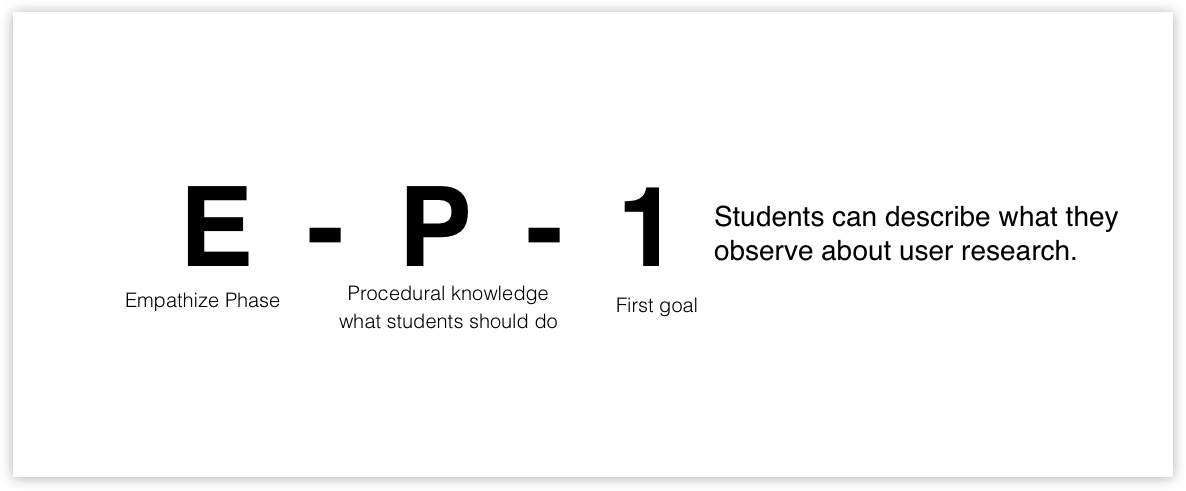 E - P - 1
Students can describe what they
observe about user research.
Empathize Phase
Procedural knowledge
what students should do
First goal